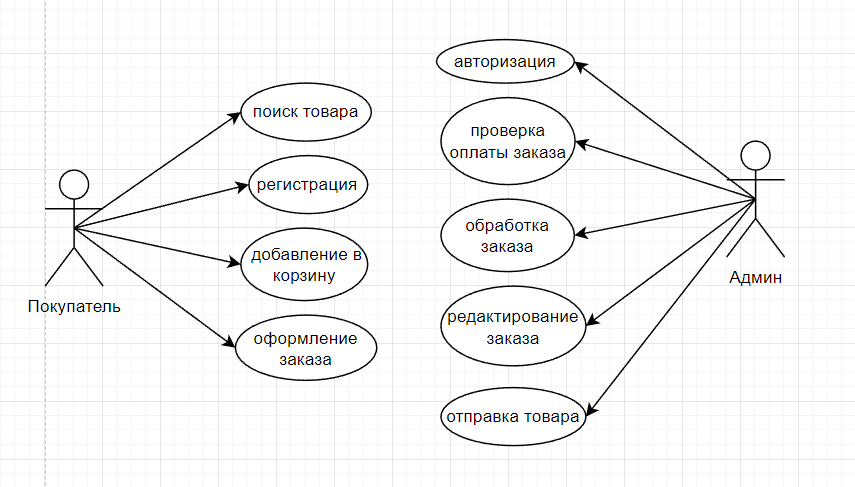 поиск товара
регистрация
добавление в
корзину
оформление
заказа
Покупатель
авторизация
проверка
оплаты заказа
обработка
заказа
редактирование
заказа
отправка товара
Админ